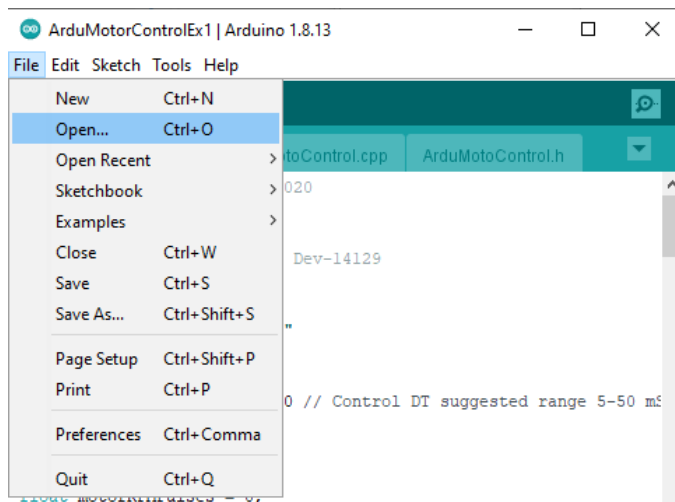 ArduMotorControlEx1 | Arduino 1.8.13
File Edit Sketch Tools Help
New Ctrl+N
Open... Ctrl+O
Open Recent
toControl.cpp ArduMotoControl.h
Sketchbook
020
Examples
Close Ctrl+W
Dev-14129
Save Ctrl+S
Save As... Ctrl+Shift+S
"
Page Setup Ctrl+Shift+P
Print Ctrl+P
0 // Control DT suggested range 5-50 mS
Preferences Ctrl+Comma
Quit Ctrl+Q